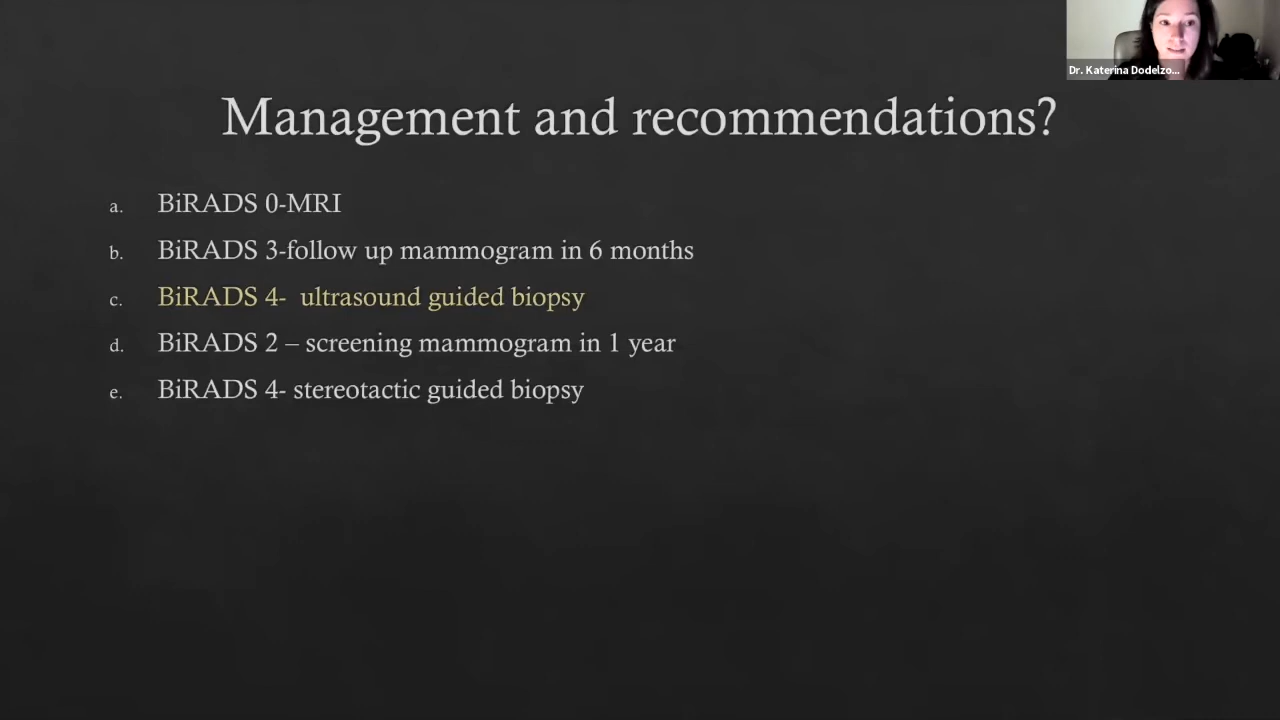 Dr. Katerina Dodelzo...
Management and recommendations?
a. BiRADS 0-MRI
b. BiRADS 3-follow up mammogram in 6 months
c. BiRADS 4-  ultrasound guided biopsy
d. BiRADS 2 – screening mammogram in 1 year
e. BiRADS 4- stereotactic guided biopsy